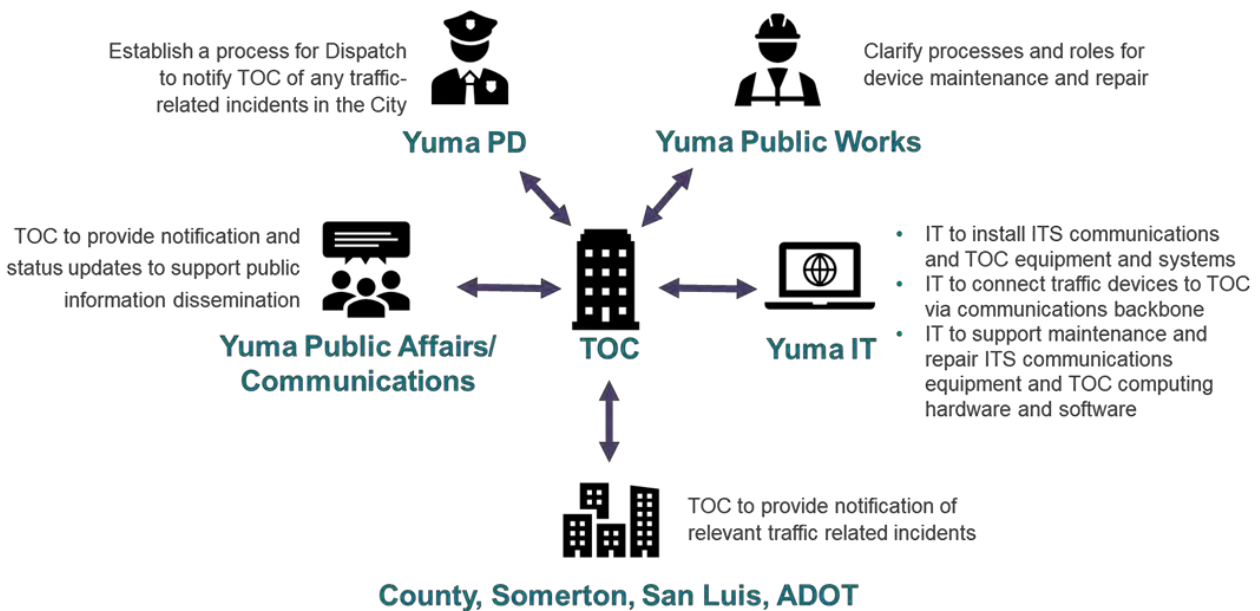 Establish a process for Dispatch
to notify TOC of any traffic-
related incidents in the City
Yuma PD
Clarify processes and roles for
device maintenance and repair
Yuma Public Works
TOC to provide notification and
status updates to support public
information dissemination
Yuma Public Affairs/
Communications
TOC
Yuma IT
• IT to install ITS communications
and TOC equipment and systems
• IT to connect traffic devices to TOC
via communications backbone
• IT to support maintenance and
repair ITS communications
equipment and TOC computing
hardware and software
TOC to provide notification of
relevant traffic related incidents
County, Somerton, San Luis, ADOT